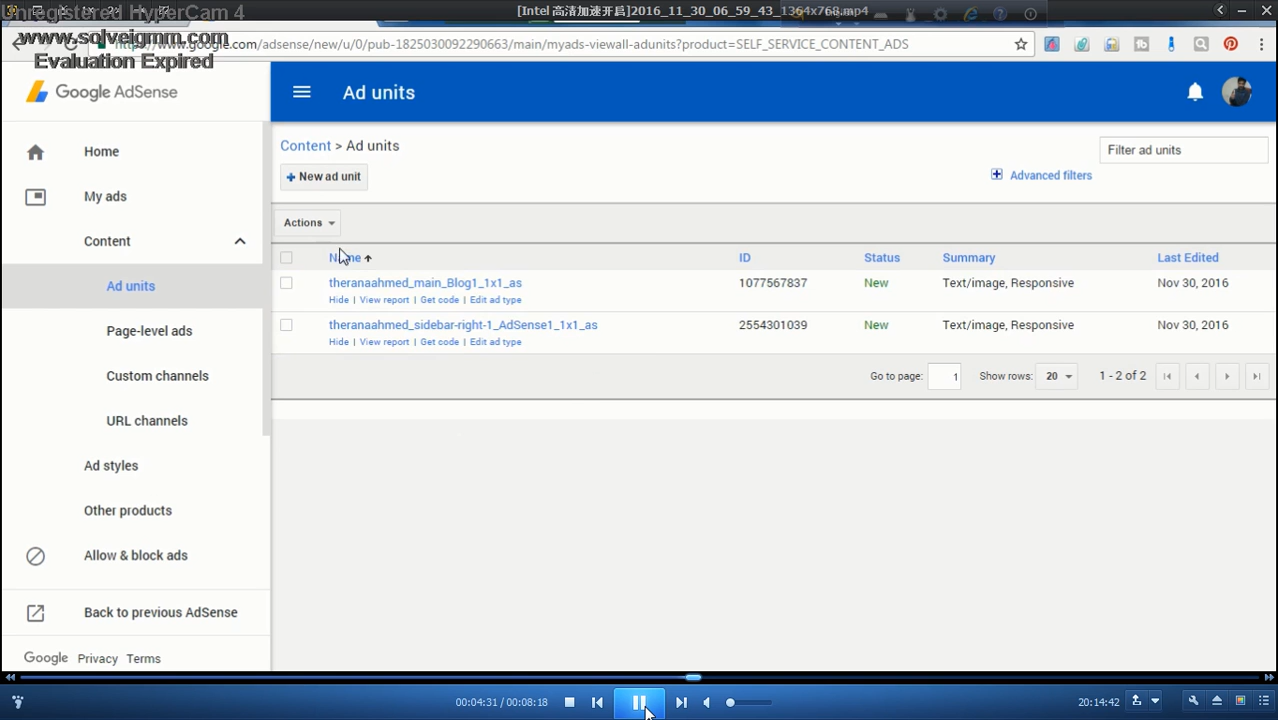 Unregistered HyperCam 4
[Intel 高清加速开启]2016_11_30_06_59_43_1364x768.mp4
www.solveigmm.com
https://www.google.com/adsense/new/u/0/pub-1825030092290663/main/myads-viewall-adunits?product=SELF_SERVICE_CONTENT_ADS
Evaluation Expired
Google AdSense
Ad units
Home
My ads
Content
Ad units
Page-level ads
Custom channels
URL channels
Ad styles
Other products
Allow & block ads
Back to previous AdSense
Google Privacy Terms
Content > Ad units
Filter ad units
+ New ad unit
Advanced filters
Actions
Name ID Status Summary Last Edited
theranaahmed_main_Blog1_1x1_as 1077567837 New Text/image, Responsive Nov 30, 2016
Hide | View report | Get code | Edit ad type
theranaahmed_sidebar-right-1_AdSense1_1x1_as 2554301039 New Text/image, Responsive Nov 30, 2016
Hide | View report | Get code | Edit ad type
Go to page: 1 Show rows: 20 1 - 2 of 2
00:04:31 / 00:08:18
20:14:42